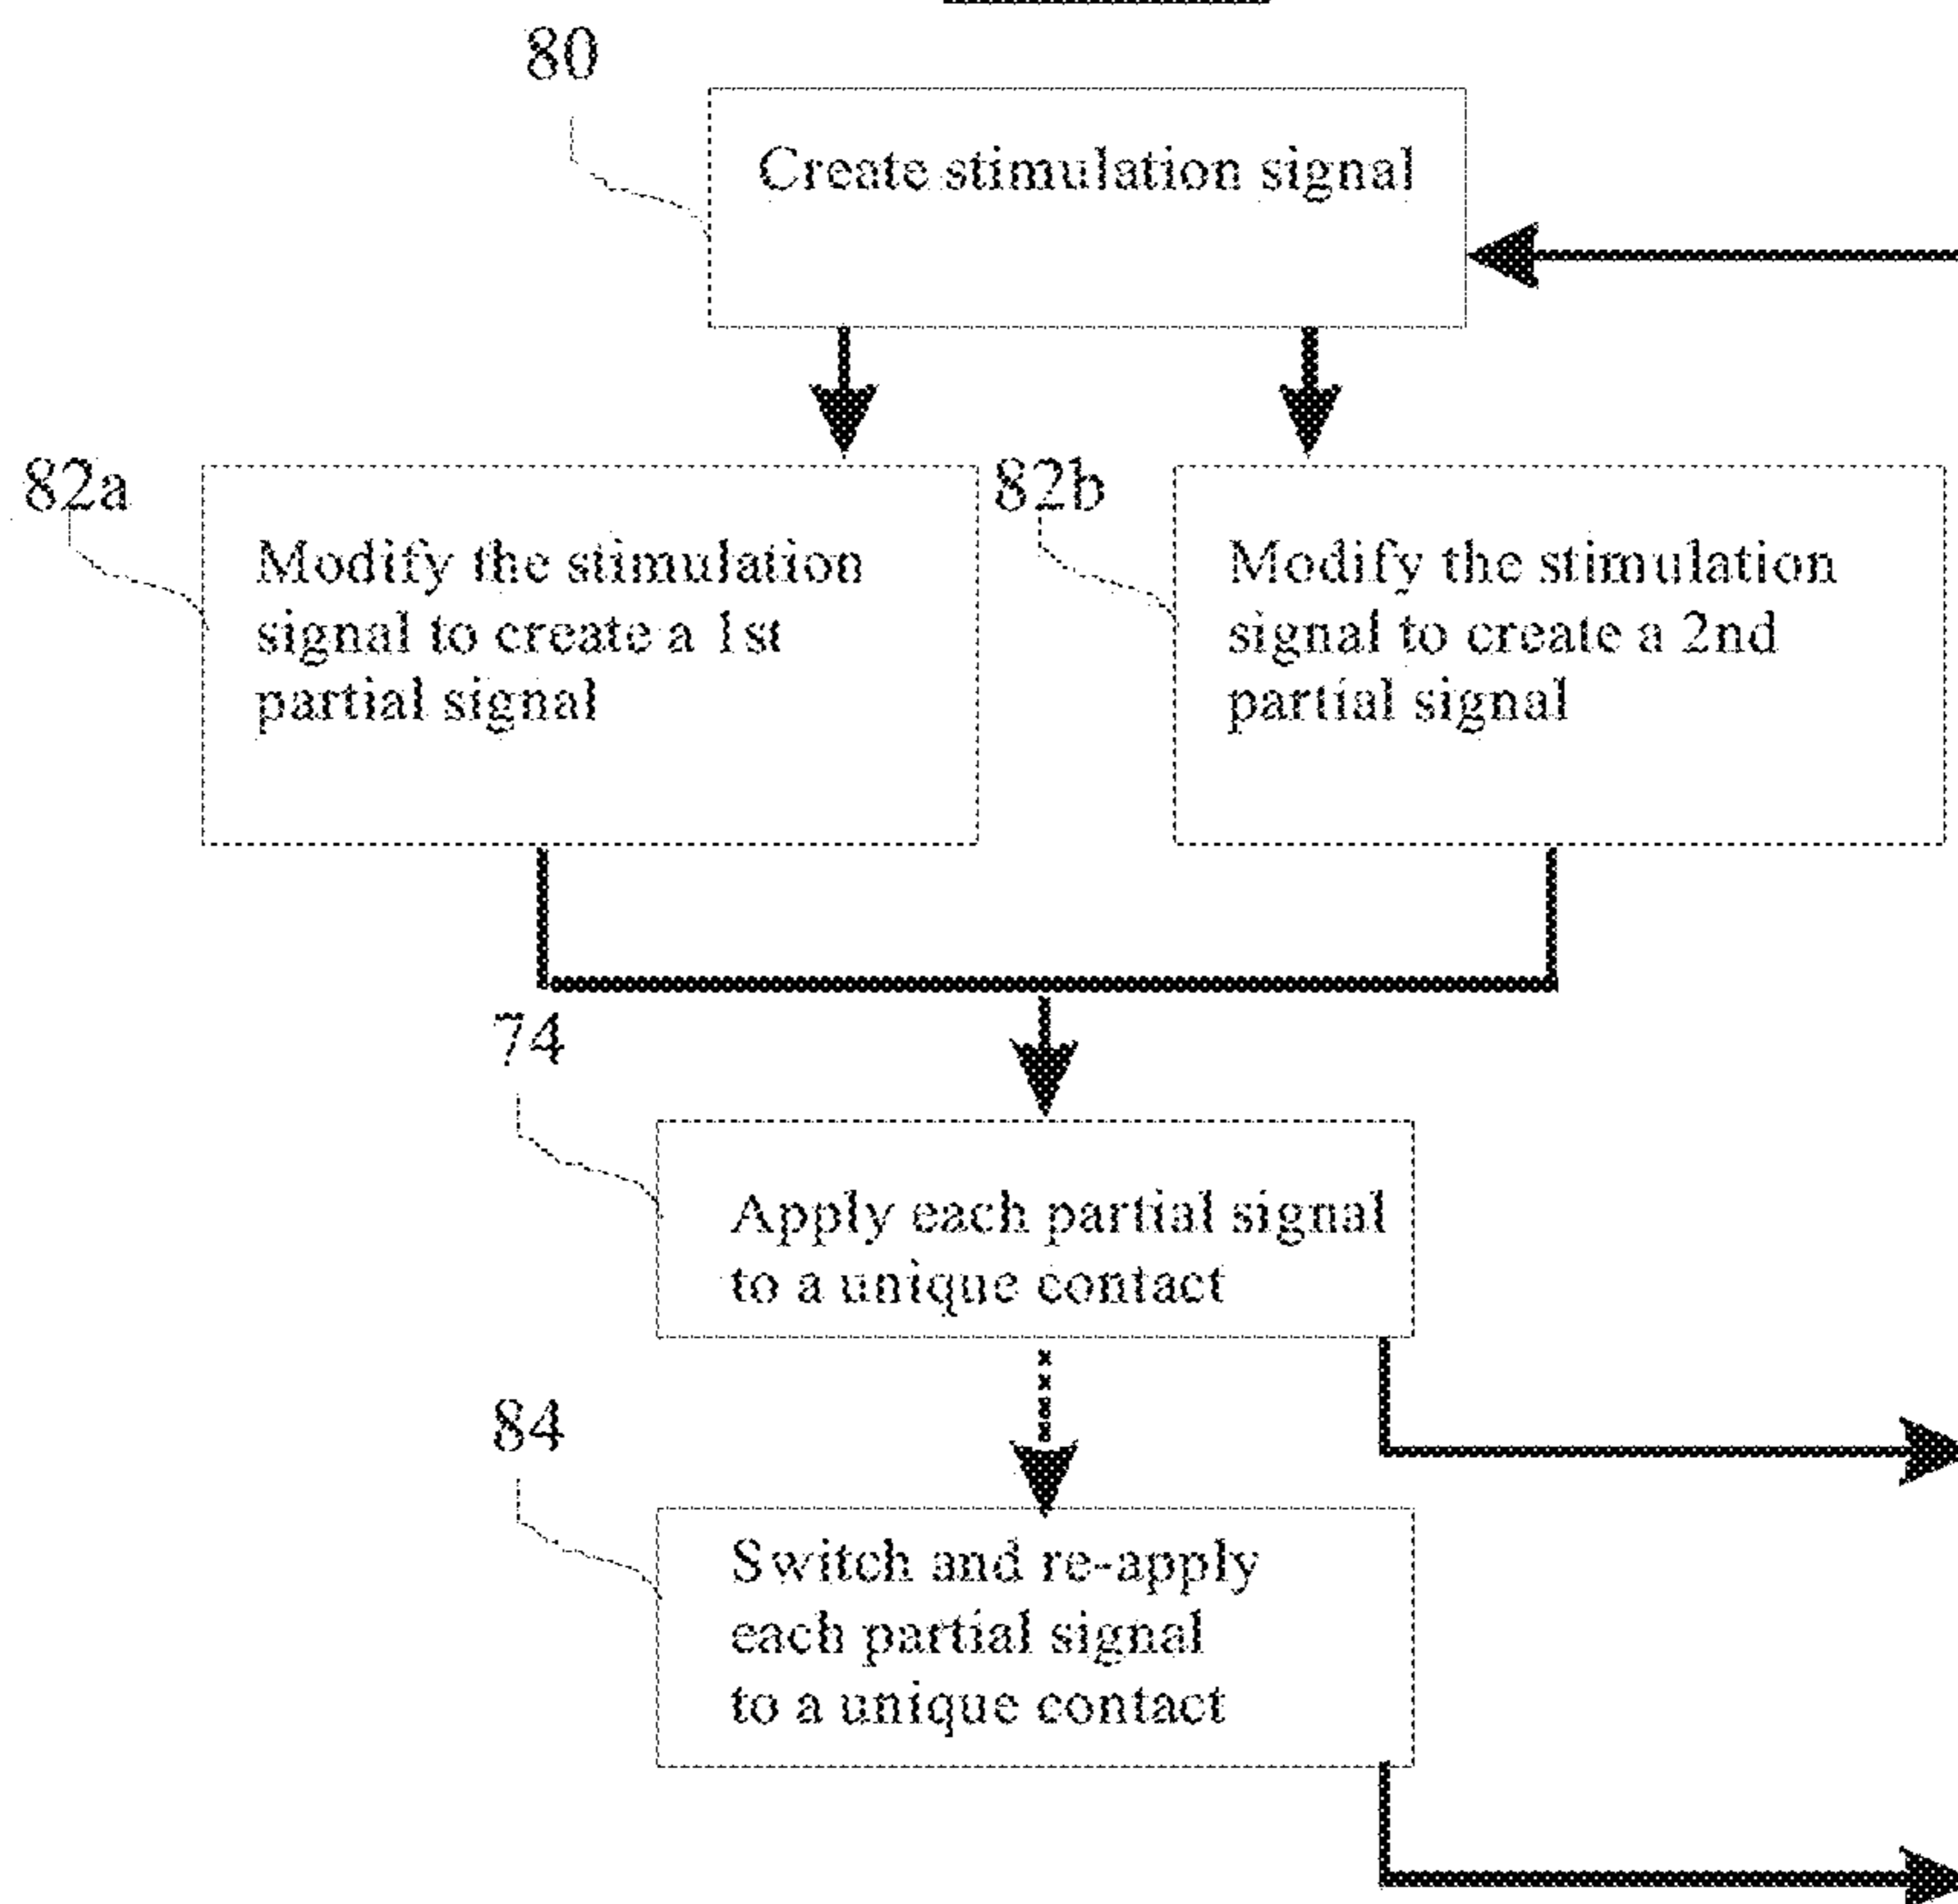 80
Create stimulation signal
82a
Modify the stimulation
signal to create a 1st
partial signal
82b
Modify the stimulation
signal to create a 2nd
partial signal
74
Apply each partial signal
to a unique contact
84
Switch and re-apply
each partial signal
to a unique contact